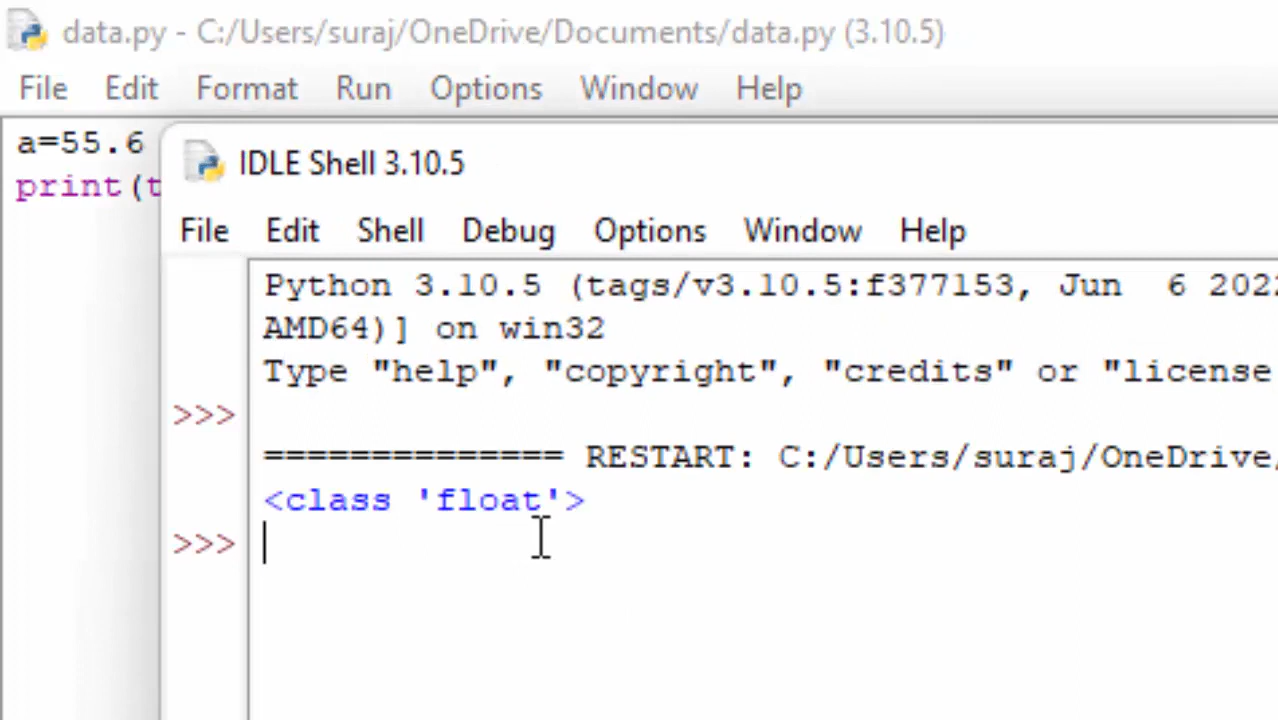 data.py - C:/Users/suraj/OneDrive/Documents/data.py (3.10.5)
File Edit Format Run Options Window Help
a=55.6
print(t
IDLE Shell 3.10.5
File Edit Shell Debug Options Window Help
Python 3.10.5 (tags/v3.10.5:f377153, Jun  6 2022
AMD64)] on win32
Type "help", "copyright", "credits" or "license
>>>
============== RESTART: C:/Users/suraj/OneDrive/
<class 'float'>
>>>